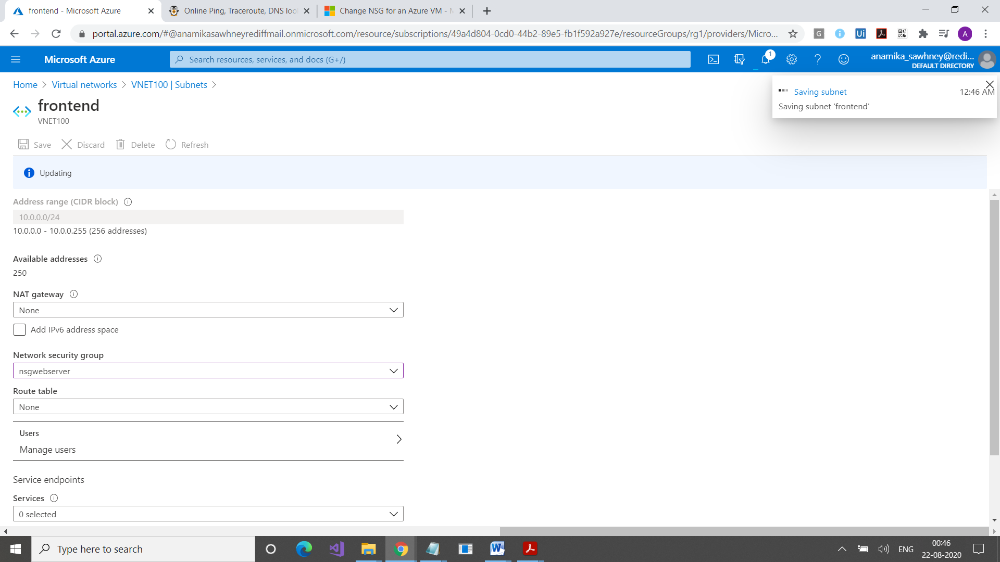 frontend - Microsoft Azure
Online Ping, Traceroute, DNS loo
Change NSG for an Azure VM - M
portal.azure.com/#@anamikasawhneyrediffmail.onmicrosoft.com/resource/subscriptions/49a4d804-0cd0-44b2-89e5-fb1f592a927e/resourceGroups/rg1/providers/Micro...
G
Ui
A
Microsoft Azure
Search resources, services, and docs (G+/)
1
anamika_sawhney@redi...
DEFAULT DIRECTORY
Home > Virtual networks > VNET100 | Subnets >
Saving subnet
12:46 AM
Saving subnet 'frontend'
frontend
VNET100
Save
Discard
Delete
Refresh
Updating
Address range (CIDR block)
10.0.0.0/24
10.0.0.0 - 10.0.0.255 (256 addresses)
Available addresses
250
NAT gateway
None
Add IPv6 address space
Network security group
nsgwebserver
Route table
None
Users
Manage users
Service endpoints
Services
0 selected
Type here to search
ENG
00:46
22-08-2020